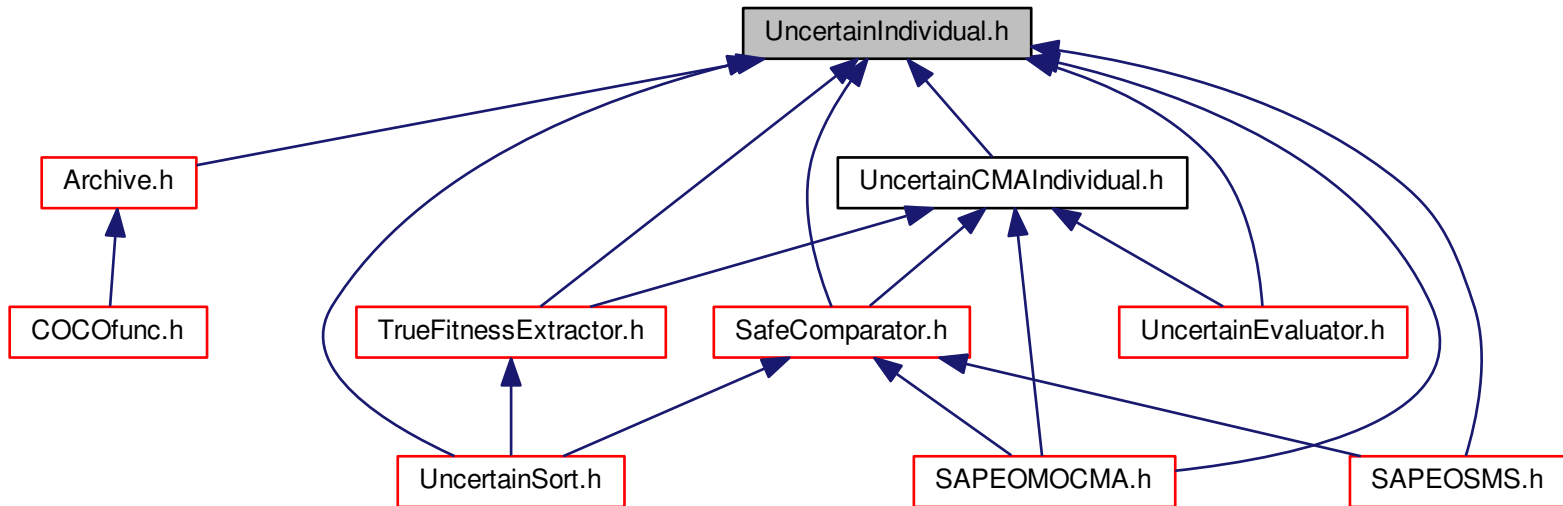 UncertainIndividual.h
Archive.h
UncertainCMAIndividual.h
COCOfunc.h
TrueFitnessExtractor.h
SafeComparator.h
UncertainEvaluator.h
UncertainSort.h
SAPEOMOCMA.h
SAPEOSMS.h